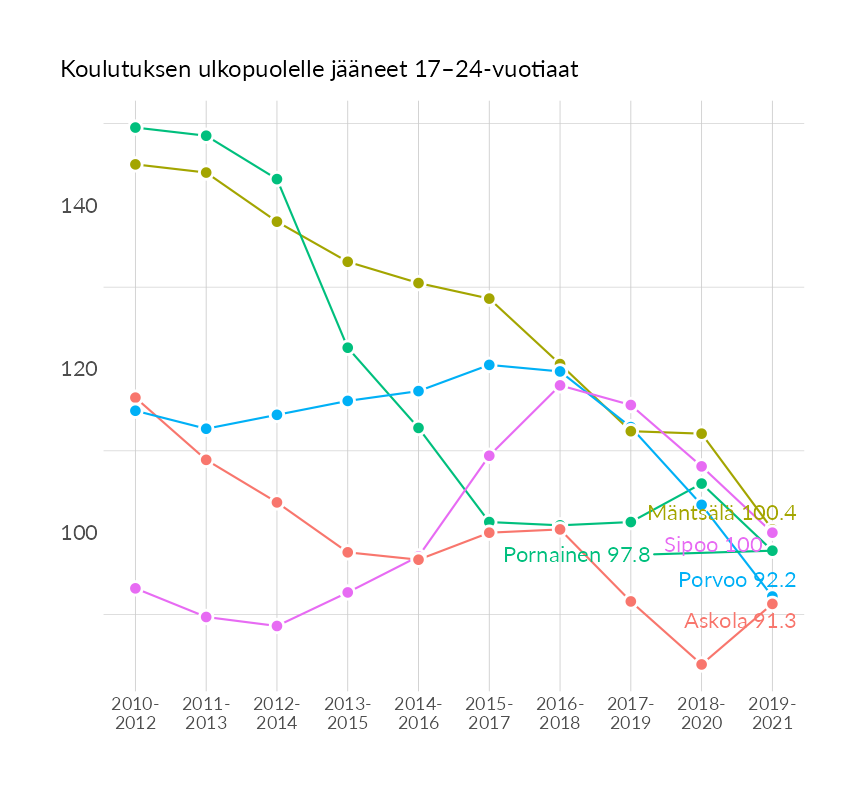 Koulutuksen ulkopuolelle jääneet 17–24-vuotiaat
140
120
100
Mäntsälä 100.4
Sipoo 100
Pornainen 97.8
Porvoo 92.2
Askola 91.3
2010- 2011- 2012- 2013- 2014- 2015- 2016- 2017- 2018- 2019-
2012 2013 2014 2015 2016 2017 2018 2019 2020 2021